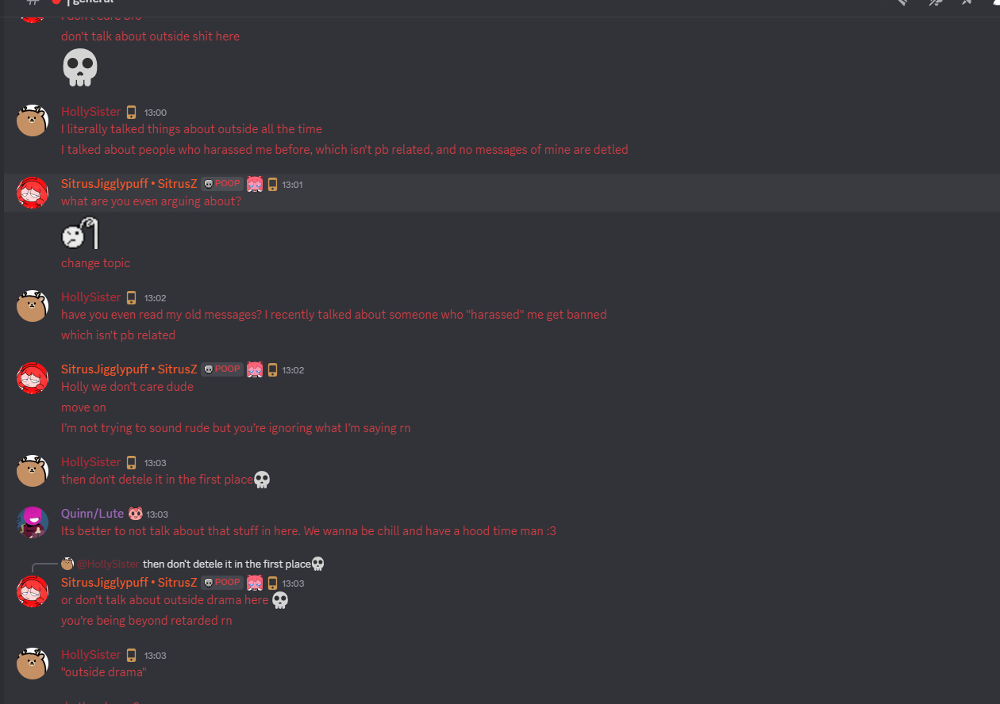 general
I don't care bro
don't talk about outside shit here
HollySister 13:00
I literally talked things about outside all the time
I talked about people who harassed me before, which isn't pb related, and no messages of mine are detled
SitrusJigglypuff • SitrusZ POOP 13:01
what are you even arguing about?
change topic
HollySister 13:02
have you even read my old messages? I recently talked about someone who "harassed" me get banned
which isn't pb related
SitrusJigglypuff • SitrusZ POOP 13:02
Holly we don't care dude
move on
I'm not trying to sound rude but you're ignoring what I'm saying rn
HollySister 13:03
then don't detele it in the first place
Quinn/Lute 13:03
Its better to not talk about that stuff in here. We wanna be chill and have a hood time man :3
@HollySister then don't detele it in the first place
SitrusJigglypuff • SitrusZ POOP 13:03
or don't talk about outside drama here
you're being beyond retarded rn
HollySister 13:03
"outside drama"